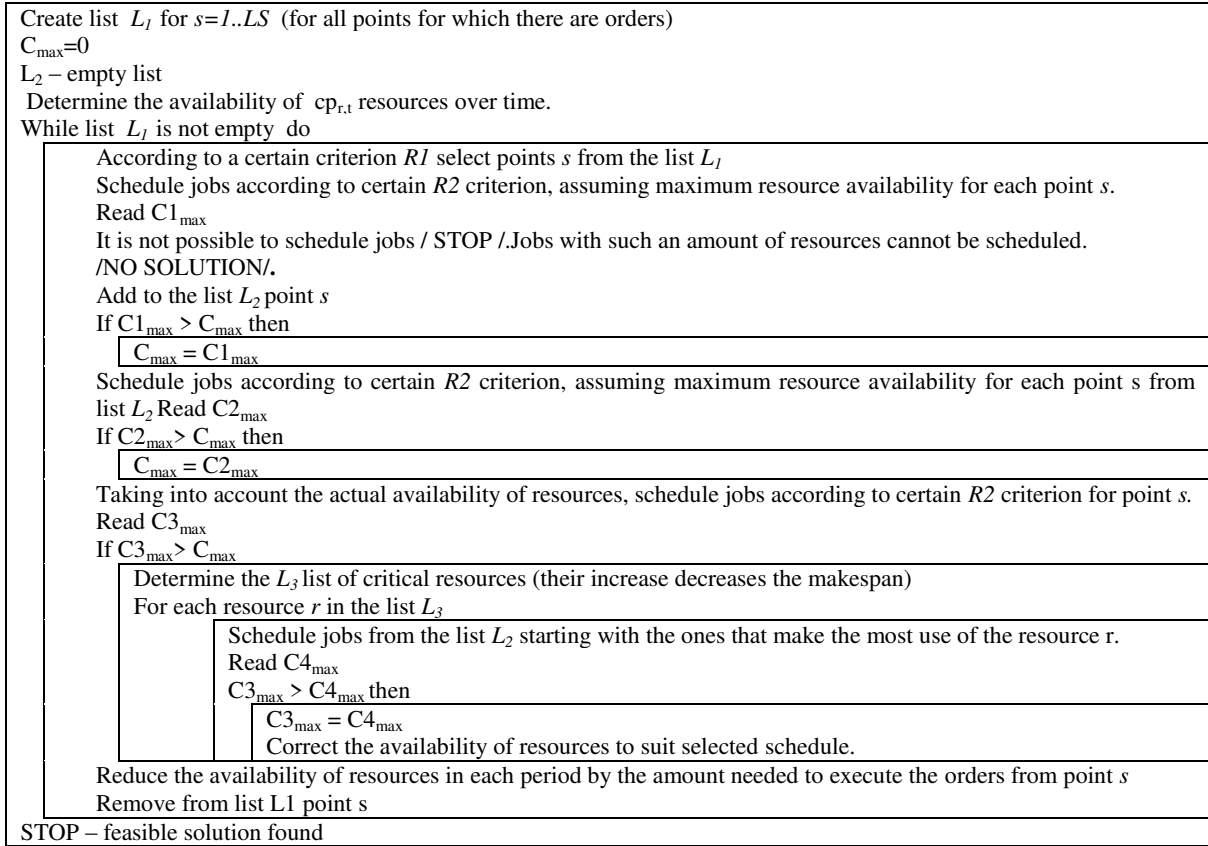 Create list L1 for s=1..LS (for all points for which there are orders)
Cmax=0
L2 – empty list
Determine the availability of cpr,t resources over time.
While list L1 is not empty do
According to a certain criterion R1 select points s from the list L1
Schedule jobs according to certain R2 criterion, assuming maximum resource availability for each point s.
Read C1max
It is not possible to schedule jobs / STOP /.Jobs with such an amount of resources cannot be scheduled.
/NO SOLUTION/.
Add to the list L2 point s
If C1max > Cmax then
Cmax = C1max
Schedule jobs according to certain R2 criterion, assuming maximum resource availability for each point s from
list L2 Read C2max
If C2max> Cmax then
Cmax = C2max
Taking into account the actual availability of resources, schedule jobs according to certain R2 criterion for point s.
Read C3max
If C3max> Cmax
Determine the L3 list of critical resources (their increase decreases the makespan)
For each resource r in the list L3
Schedule jobs from the list L2 starting with the ones that make the most use of the resource r.
Read C4max
C3max > C4max then
C3max = C4max
Correct the availability of resources to suit selected schedule.
Reduce the availability of resources in each period by the amount needed to execute the orders from point s
Remove from list L1 point s
STOP – feasible solution found